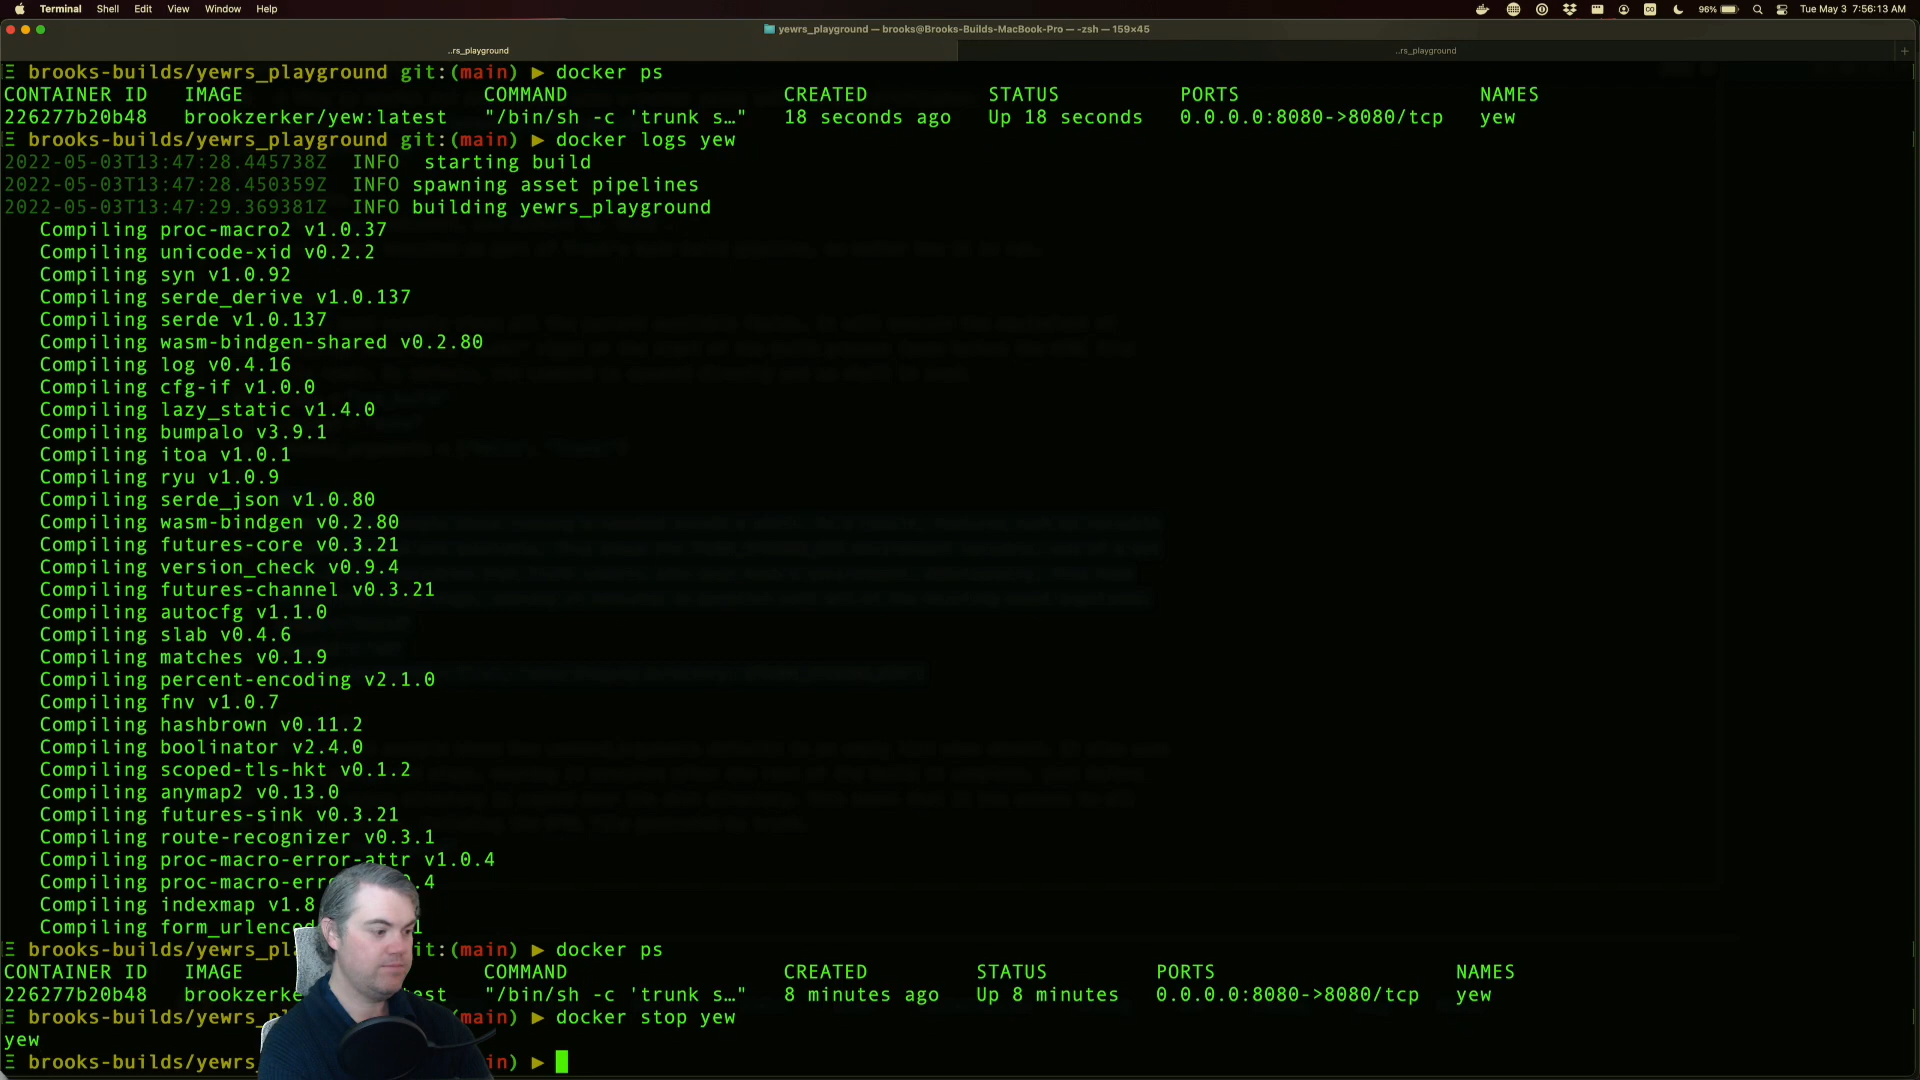 Terminal Shell Edit View Window Help 96% Tue May 3 7:56:13 AM
yewrs_playground — brooks@Brooks-Builds-MacBook-Pro — -zsh — 159×45
..rs_playground ..rs_playground
brooks-builds/yewrs_playground git:(main) ▶ docker ps
CONTAINER ID IMAGE COMMAND CREATED STATUS PORTS NAMES
226277b20b48 brookzerker/yew:latest "/bin/sh -c 'trunk s…" 18 seconds ago Up 18 seconds 0.0.0.0:8080->8080/tcp yew
brooks-builds/yewrs_playground git:(main) ▶ docker logs yew
2022-05-03T13:47:28.445738Z INFO starting build
2022-05-03T13:47:28.450359Z INFO spawning asset pipelines
2022-05-03T13:47:29.369381Z INFO building yewrs_playground
Compiling proc-macro2 v1.0.37
Compiling unicode-xid v0.2.2
Compiling syn v1.0.92
Compiling serde_derive v1.0.137
Compiling serde v1.0.137
Compiling wasm-bindgen-shared v0.2.80
Compiling log v0.4.16
Compiling cfg-if v1.0.0
Compiling lazy_static v1.4.0
Compiling bumpalo v3.9.1
Compiling itoa v1.0.1
Compiling ryu v1.0.9
Compiling serde_json v1.0.80
Compiling wasm-bindgen v0.2.80
Compiling futures-core v0.3.21
Compiling version_check v0.9.4
Compiling futures-channel v0.3.21
Compiling autocfg v1.1.0
Compiling slab v0.4.6
Compiling matches v0.1.9
Compiling percent-encoding v2.1.0
Compiling fnv v1.0.7
Compiling hashbrown v0.11.2
Compiling boolinator v2.4.0
Compiling scoped-tls-hkt v0.1.2
Compiling anymap2 v0.13.0
Compiling futures-sink v0.3.21
Compiling route-recognizer v0.3.1
Compiling proc-macro-error-attr v1.0.4
Compiling proc-macro-err .4
Compiling indexmap v1.8
Compiling form_urlenco 1
brooks-builds/yewrs_pl it:(main) ▶ docker ps
CONTAINER ID IMAGE COMMAND CREATED STATUS PORTS NAMES
226277b20b48 brookzerke est "/bin/sh -c 'trunk s…" 8 minutes ago Up 8 minutes 0.0.0.0:8080->8080/tcp yew
brooks-builds/yewrs_ (main) ▶ docker stop yew
yew
brooks-builds/yewrs in) ▶